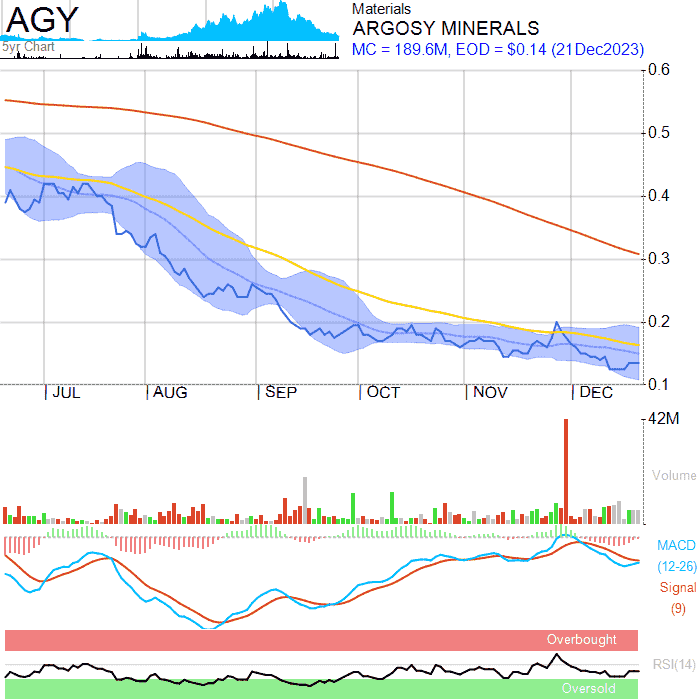 AGY
5yr Chart
Materials
ARGOSY MINERALS
MC = 189.6M, EOD = $0.14 (21Dec2023)
0.6
0.5
0.4
0.3
0.2
0.1
JUL
AUG
SEP
OCT
NOV
DEC
42M
Volume
MACD
(12-26)
Signal
(9)
Overbought
RSI(14)
Oversold